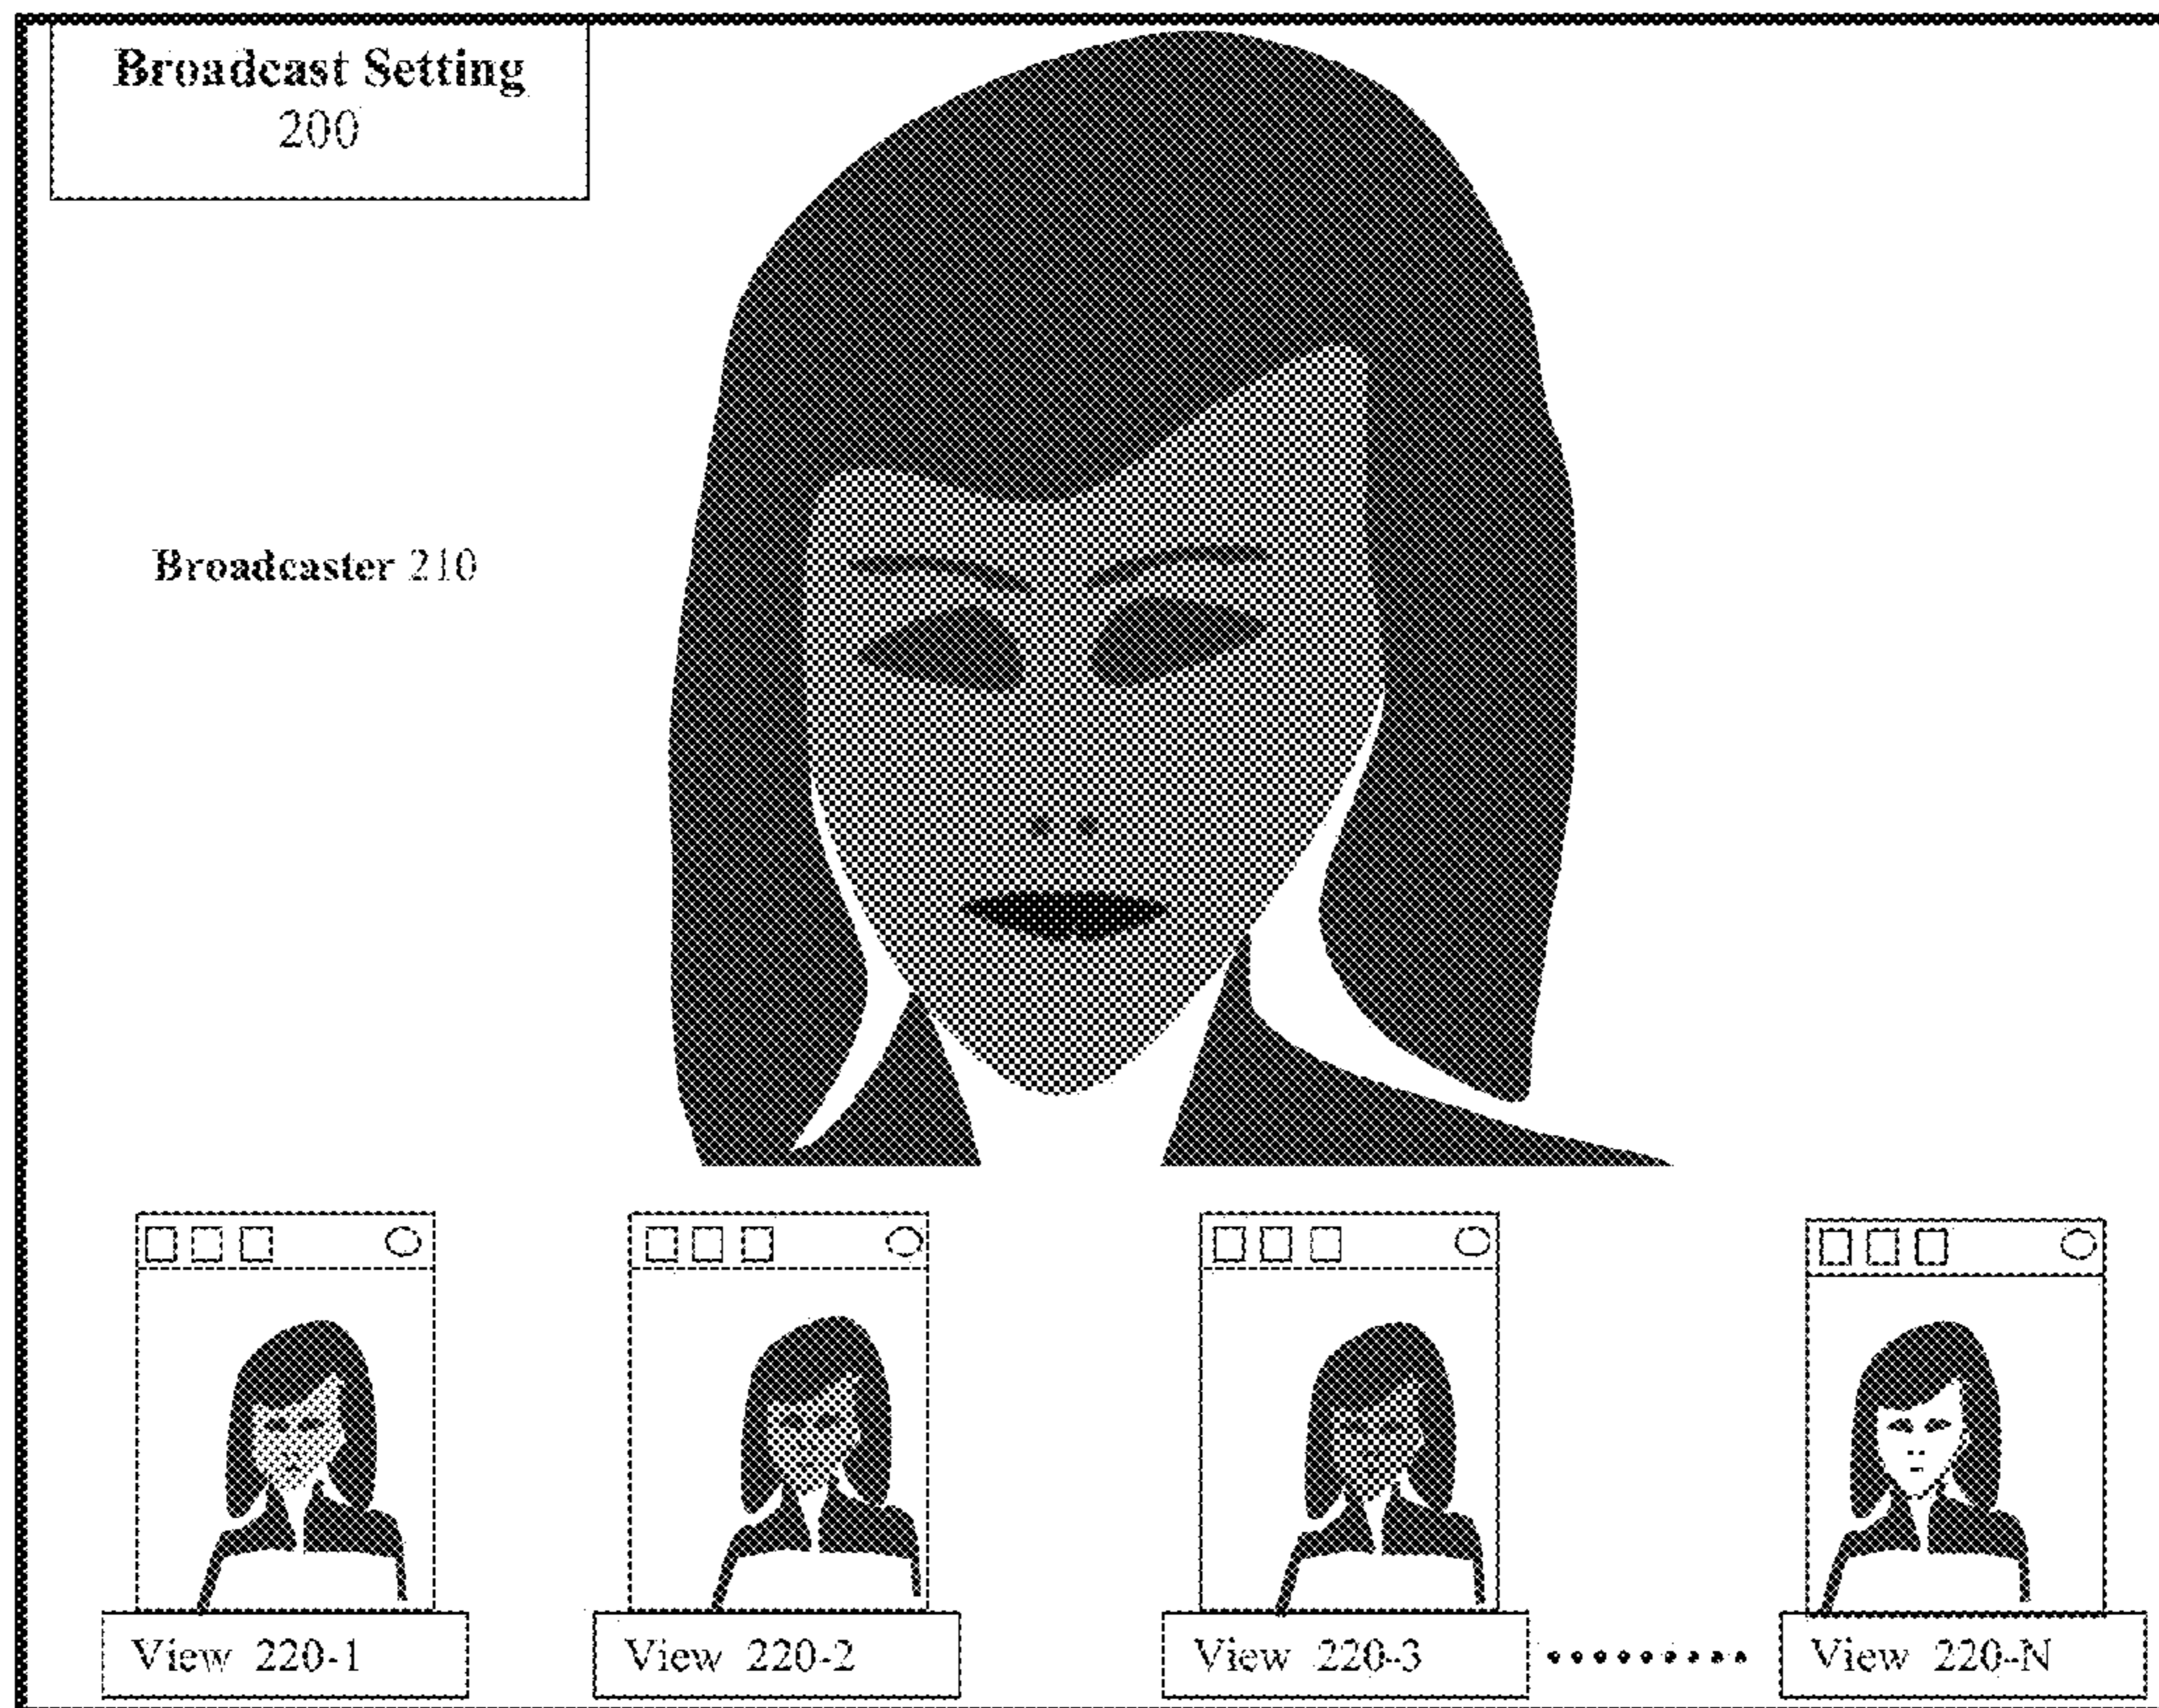 Broadcast Setting
200
Broadcaster 210
View 220-1
View 220-2
View 220-3
View 220-N